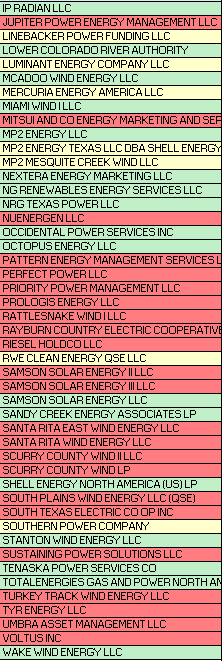 IP RADIAN LLC
JUPITER POWER ENERGY MANAGEMENT LLC
LINEBACKER POWER FUNDING LLC
LOWER COLORADO RIVER AUTHORITY
LUMINANT ENERGY COMPANY LLC
MCADOO WIND ENERGY LLC
MERCURIA ENERGY AMERICA LLC
MIAMI WIND I LLC
MITSUI AND CO ENERGY MARKETING AND SER
MP2 ENERGY LLC
MP2 ENERGY TEXAS LLC DBA SHELL ENERGY
MP2 MESQUITE CREEK WIND LLC
NEXTERA ENERGY MARKETING LLC
NG RENEWABLES ENERGY SERVICES LLC
NRG TEXAS POWER LLC
NUENERGEN LLC
OCCIDENTAL POWER SERVICES INC
OCTOPUS ENERGY LLC
PATTERN ENERGY MANAGEMENT SERVICES L
PERFECT POWER LLC
PRIORITY POWER MANAGEMENT LLC
PROLOGIS ENERGY LLC
RATTLESNAKE WIND I LLC
RAYBURN COUNTRY ELECTRIC COOPERATIVE
RIESEL HOLDCO LLC
RWE CLEAN ENERGY QSE LLC
SAMSON SOLAR ENERGY II LLC
SAMSON SOLAR ENERGY III LLC
SAMSON SOLAR ENERGY LLC
SANDY CREEK ENERGY ASSOCIATES LP
SANTA RITA EAST WIND ENERGY LLC
SANTA RITA WIND ENERGY LLC
SCURRY COUNTY WIND II LLC
SCURRY COUNTY WIND LP
SHELL ENERGY NORTH AMERICA (US) LP
SOUTH PLAINS WIND ENERGY LLC (QSE)
SOUTH TEXAS ELECTRIC CO OP INC
SOUTHERN POWER COMPANY
STANTON WIND ENERGY LLC
SUSTAINING POWER SOLUTIONS LLC
TENASKA POWER SERVICES CO
TOTALENERGIES GAS AND POWER NORTH AM
TURKEY TRACK WIND ENERGY LLC
TYR ENERGY LLC
UMBRA ASSET MANAGEMENT LLC
VOLTUS INC
WAKE WIND ENERGY LLC